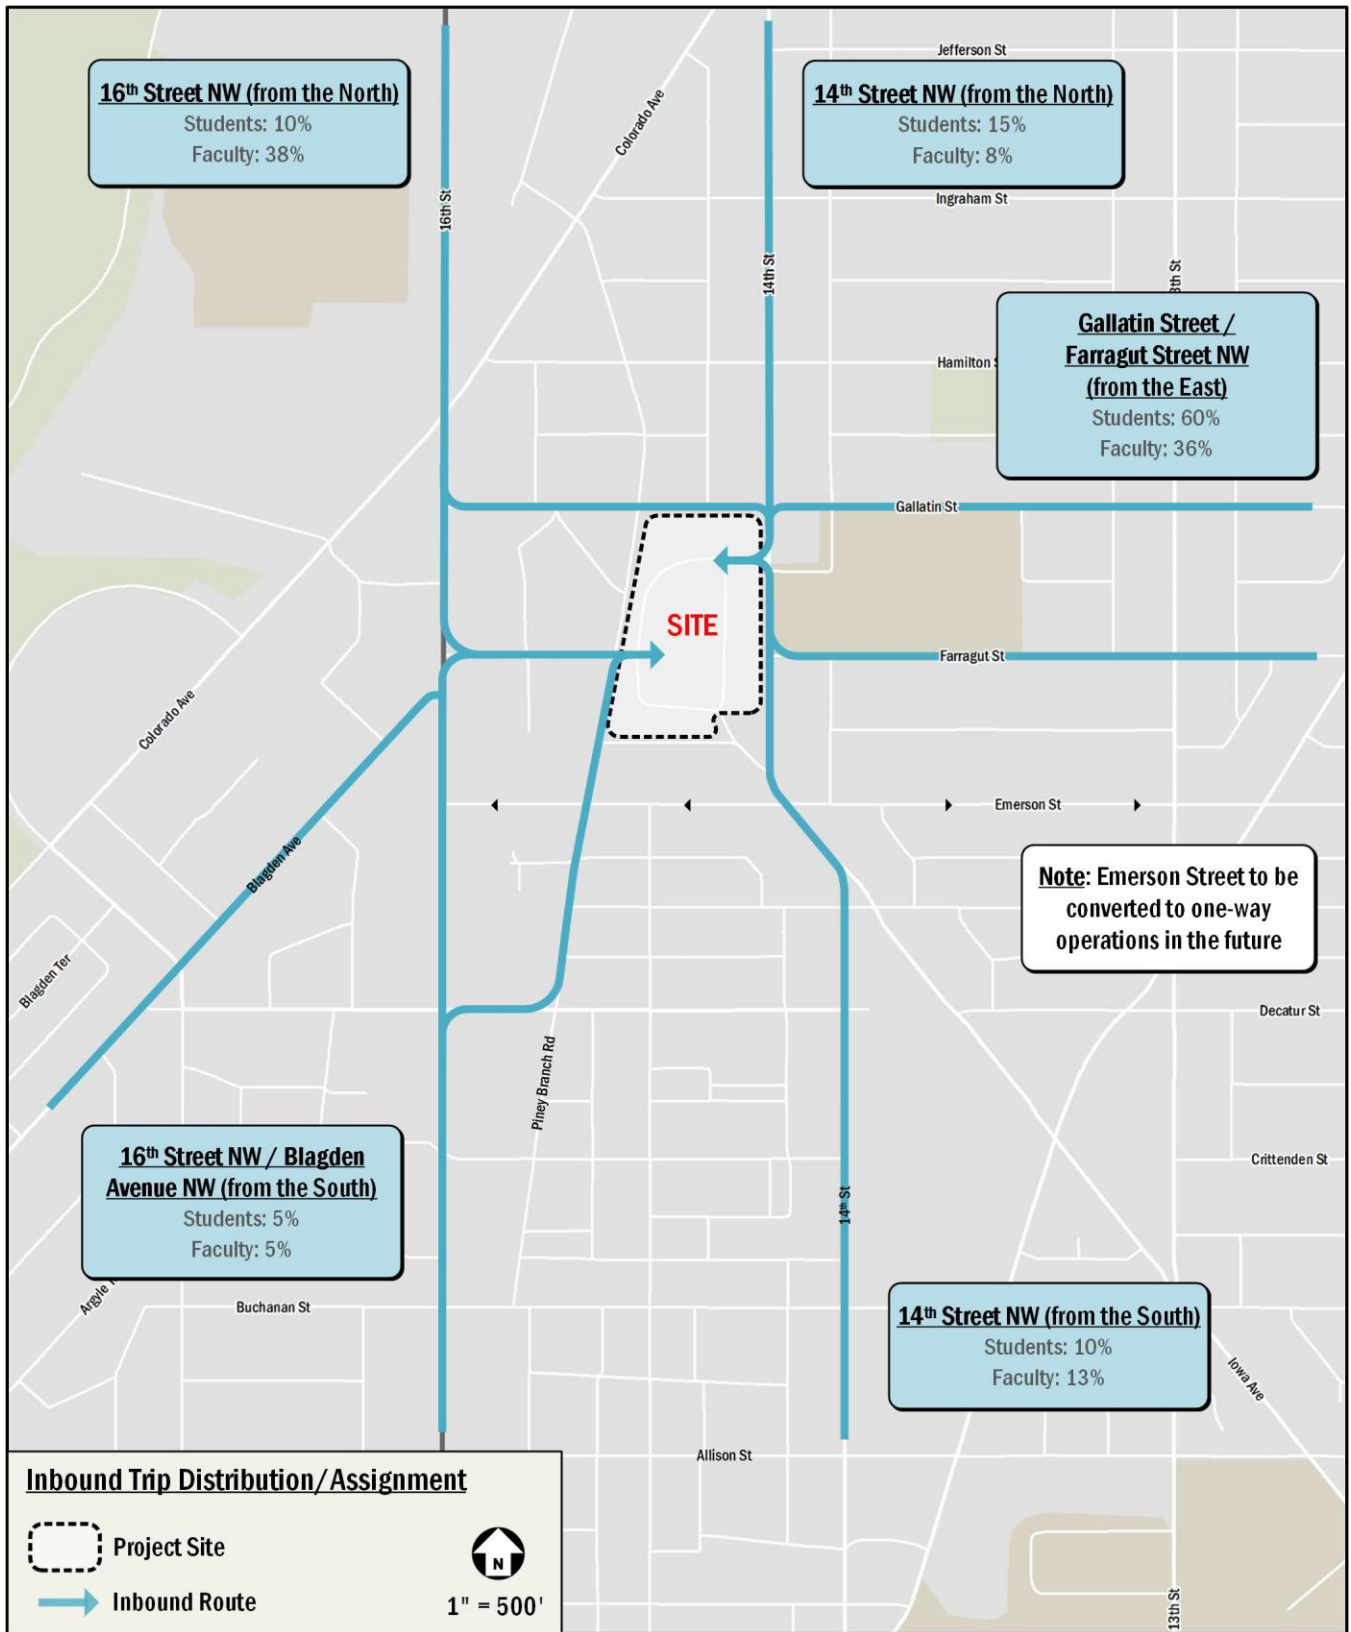 Jefferson St
16th Street NW (from the North)
Students: 10%
Faculty: 38%
14th Street NW (from the North)
Students: 15%
Faculty: 8%
Colorado Ave
Ingraham St
16th St
14th St
Gallatin Street /
Farragut Street NW
(from the East)
Students: 60%
Faculty: 36%
Hamilton
Gallatin St
SITE
Farragut St
Colorado Ave
Emerson St
Blagden Ave
Note: Emerson Street to be
converted to one-way
operations in the future
Blagden Ter
Decatur St
Piney Branch Rd
16th Street NW / Blagden
Avenue NW (from the South)
Students: 5%
Faculty: 5%
Crittenden St
14th St
Argyle
Buchanan St
14th Street NW (from the South)
Students: 10%
Faculty: 13%
Iowa Ave
Allison St
Inbound Trip Distribution/Assignment
Project Site
Inbound Route
N
1" = 500'
13th St